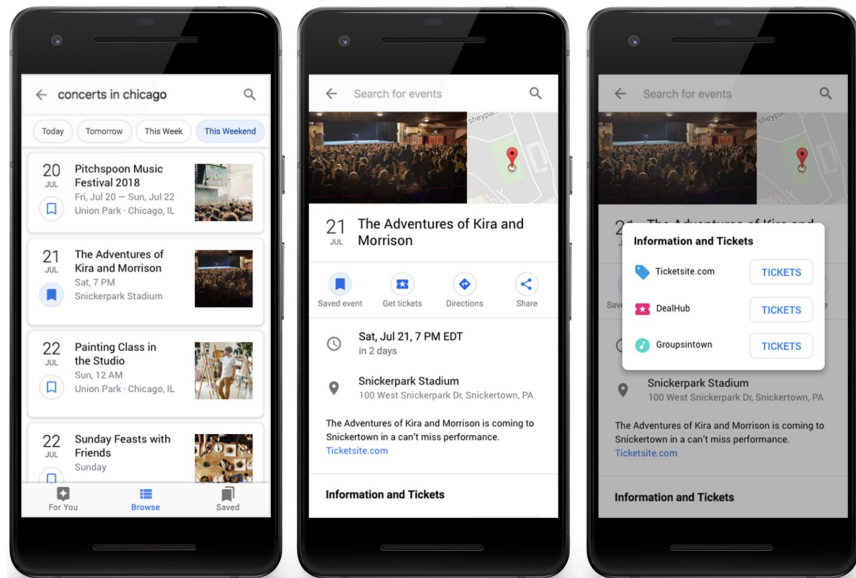 concerts in chicago
Today
Tomorrow
This Week
This Weekend
20
JUL
Pitchspoon Music
Festival 2018
Fri, Jul 20 — Sun, Jul 22
Union Park · Chicago, IL
21
JUL
The Adventures of
Kira and Morrison
Sat, 7 PM
Snickerpark Stadium
22
JUL
Painting Class in
the Studio
Sun, 12 AM
Union Park · Chicago, IL
22
JUL
Sunday Feasts with
Friends
Sunday
For You
Browse
Saved
Search for events
21
JUL
The Adventures of Kira and
Morrison
Saved event
Get tickets
Directions
Share
Sat, Jul 21, 7 PM EDT
in 2 days
Snickerpark Stadium
100 West Snickerpark Dr, Snickertown, PA
The Adventures of Kira and Morrison is coming to
Snickertown in a can't miss performance.
Ticketsite.com
Information and Tickets
Search for events
Information and Tickets
Ticketsite.com
TICKETS
DealHub
TICKETS
Groupsintown
TICKETS
Snickerpark Stadium
100 West Snickerpark Dr, Snickertown, PA
The Adventures of Kira and Morrison is coming to
Snickertown in a can't miss performance.
Ticketsite.com
Information and Tickets